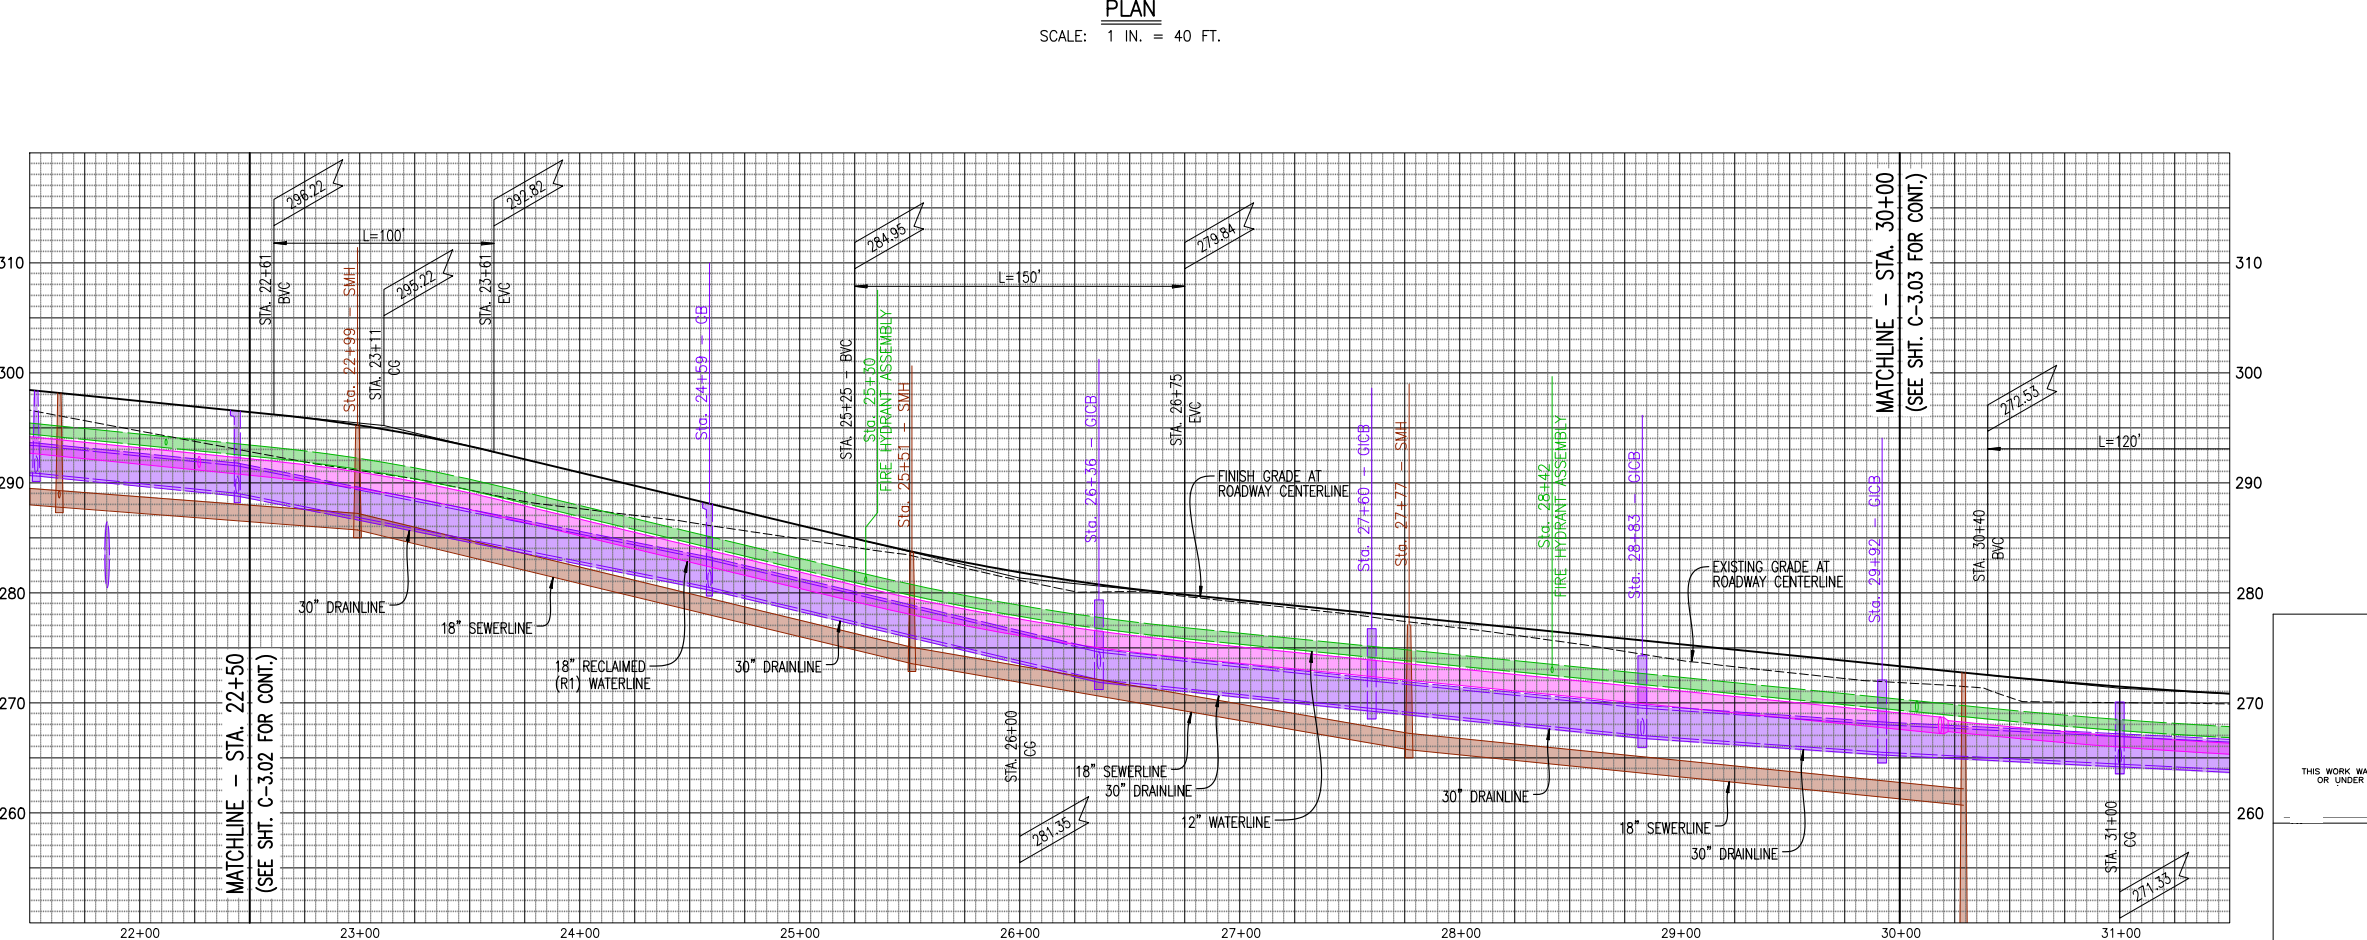 PLAN
SCALE: 1 IN. = 40 FT.
296.22
292.82
L=100'
295.22
STA. 22+61
BVC
Sta. 22+99 - SMH
STA. 23+11
CG
STA. 23+61
EVC
Sta. 24+59 - CB
284.95
279.84
L=150'
STA. 25+25 - BVC
Sta. 25+30
FIRE HYDRANT ASSEMBLY
Sta. 25+51 - SMH
Sta. 26+36 - GICB
STA. 26+75
EVC
FINISH GRADE AT
ROADWAY CENTERLINE
Sta. 27+60 - GICB
Sta. 27+77 - SMH
Sta. 28+42
FIRE HYDRANT ASSEMBLY
Sta. 28+83 - GICB
EXISTING GRADE AT
ROADWAY CENTERLINE
Sta. 29+92 - GICB
MATCHLINE - STA. 30+00
(SEE SHT. C-3.03 FOR CONT.)
STA. 30+40
BVC
272.53
L=120'
310
300
290
280
270
260
310
300
290
280
270
260
MATCHLINE - STA. 22+50
(SEE SHT. C-3.02 FOR CONT.)
30" DRAINLINE
18" SEWERLINE
18" RECLAIMED
(R1) WATERLINE
30" DRAINLINE
STA. 26+00
CG
281.35
18" SEWERLINE
30" DRAINLINE
12" WATERLINE
30" DRAINLINE
18" SEWERLINE
30" DRAINLINE
STA. 31+00
CG
271.33
THIS WORK WA
OR UNDER
22+00
23+00
24+00
25+00
26+00
27+00
28+00
29+00
30+00
31+00